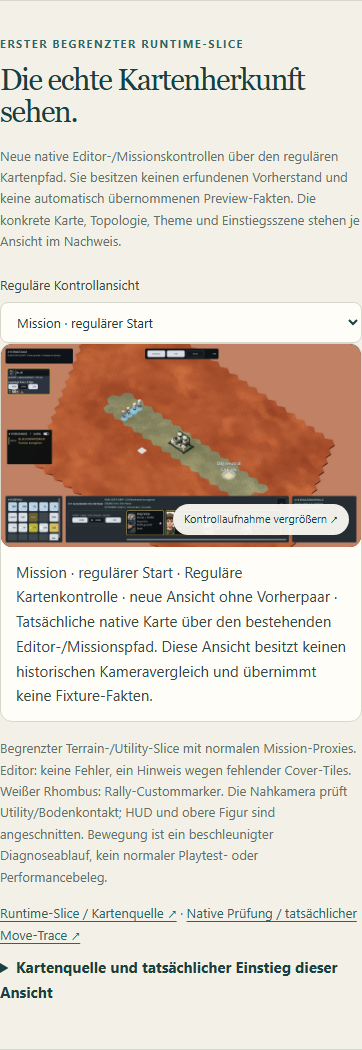 ERSTER BEGRENZTER RUNTIME-SLICE
Die echte Kartenherkunft
sehen.
Neue native Editor-/Missionskontrollen über den regulären
Kartenpfad. Sie besitzen keinen erfundenen Vorherstand und
keine automatisch übernommenen Preview-Fakten. Die
konkrete Karte, Topologie, Theme und Einstiegsszene stehen je
Ansicht im Nachweis.
Reguläre Kontrollansicht
Mission · regulärer Start
Kontrollaufnahme vergrößern ↗
Mission · regulärer Start · Reguläre
Kartenkontrolle · neue Ansicht ohne Vorherpaar ·
Tatsächliche native Karte über den bestehenden
Editor-/Missionspfad. Diese Ansicht besitzt keinen
historischen Kameravergleich und übernimmt
keine Fixture-Fakten.
Begrenzter Terrain-/Utility-Slice mit normalen Mission-Proxies.
Editor: keine Fehler, ein Hinweis wegen fehlender Cover-Tiles.
Weißer Rhombus: Rally-Custommarker. Die Nahkamera prüft
Utility/Bodenkontakt; HUD und obere Figur sind
angeschnitten. Bewegung ist ein beschleunigter
Diagnoseablauf, kein normaler Playtest- oder
Performancebeleg.
Runtime-Slice / Kartenquelle ↗ · Native Prüfung / tatsächlicher
Move-Trace ↗
▶ Kartenquelle und tatsächlicher Einstieg dieser
Ansicht